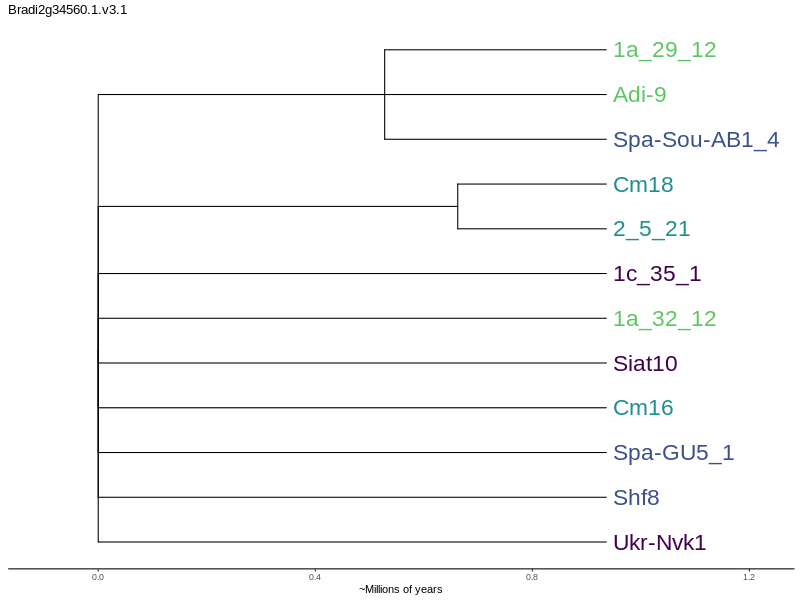 Bradi2g34560.1.v3.1
1a_29_12
Adi-9
Spa-Sou-AB1_4
Cm18
2_5_21
1c_35_1
1a_32_12
Siat10
Cm16
Spa-GU5_1
Shf8
Ukr-Nvk1
0.0 0.4 0.8 1.2
~Millions of years